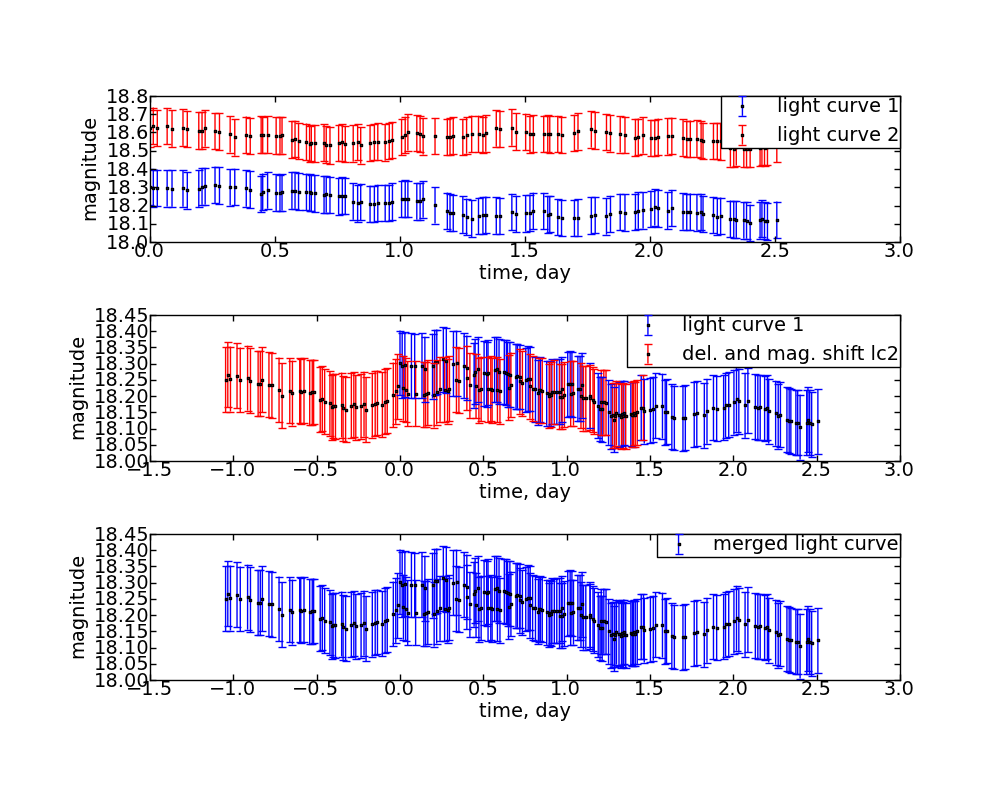 18.8
18.7
18.6
18.5
18.4
18.3
18.2
18.1
18.0
magnitude
light curve 1
light curve 2
0.0 0.5 1.0 1.5 2.0 2.5 3.0
time, day
18.45
18.40
18.35
18.30
18.25
18.20
18.15
18.10
18.05
18.00
magnitude
light curve 1
del. and mag. shift lc2
−1.5 −1.0 −0.5 0.0 0.5 1.0 1.5 2.0 2.5 3.0
time, day
18.45
18.40
18.35
18.30
18.25
18.20
18.15
18.10
18.05
18.00
magnitude
merged light curve
−1.5 −1.0 −0.5 0.0 0.5 1.0 1.5 2.0 2.5 3.0
time, day